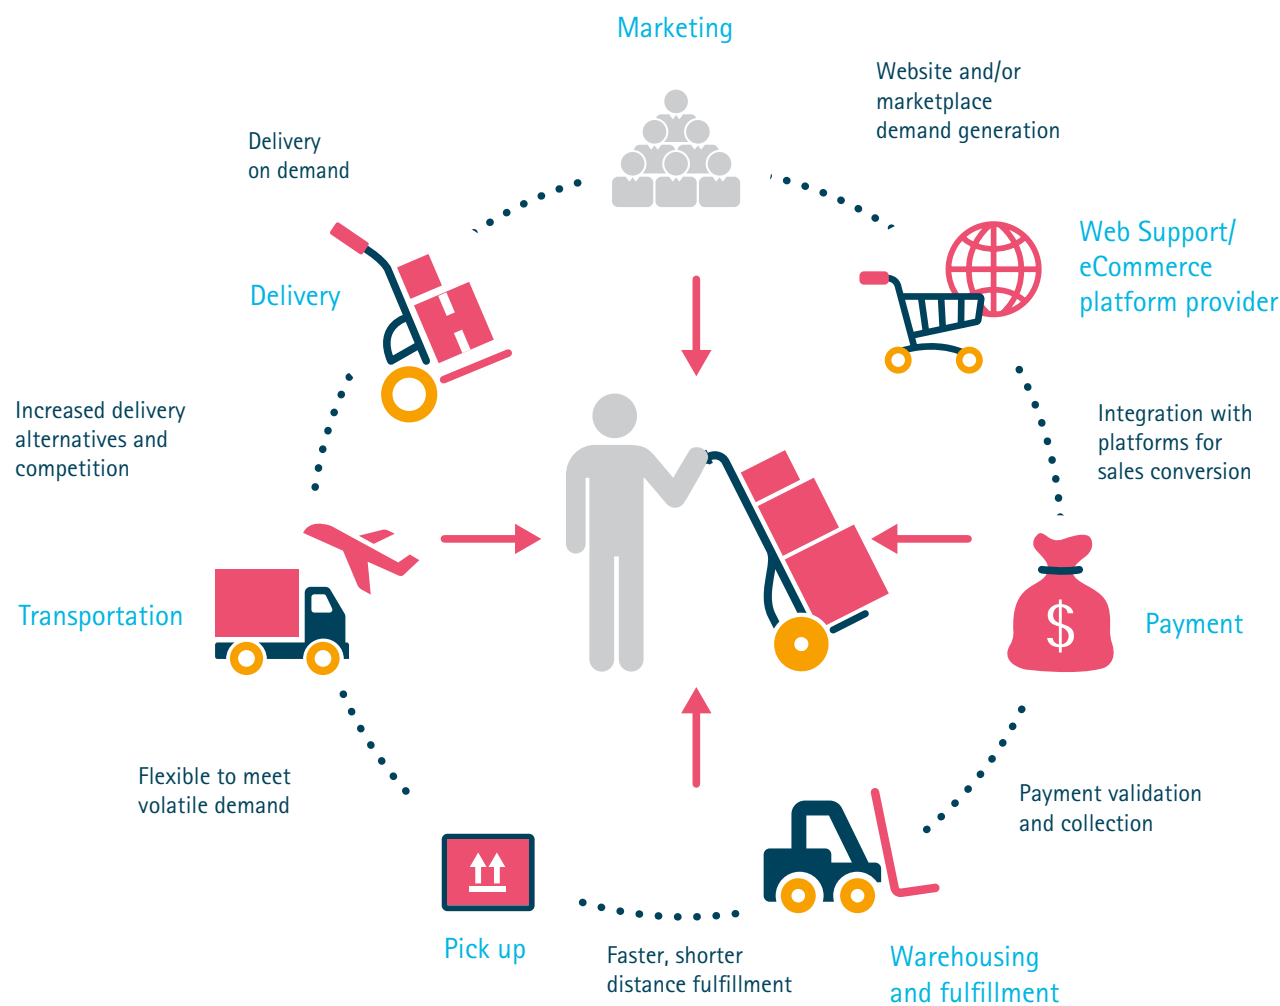 Marketing
Website and/or
marketplace
demand generation
Delivery
on demand
Web Support/
eCommerce
platform provider
Delivery
Increased delivery
alternatives and
competition
Integration with
platforms for
sales conversion
Transportation
$
Payment
Flexible to meet
volatile demand
Payment validation
and collection
Pick up
Faster, shorter
distance fulfillment
Warehousing
and fulfillment